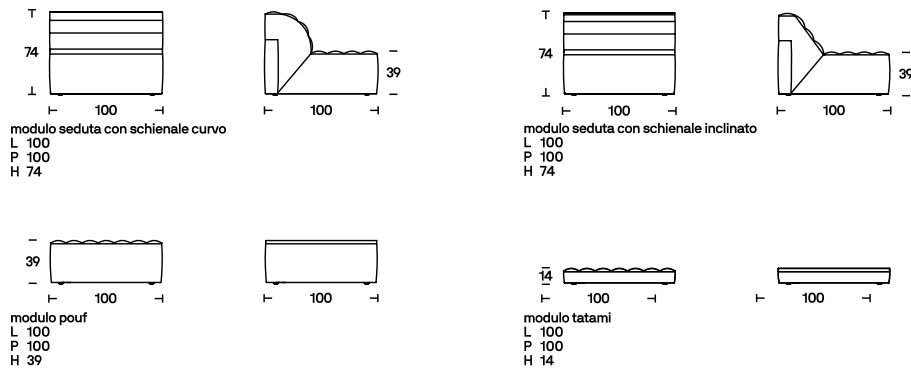 74
100
39
100
modulo seduta con schienale curvo
L 100
P 100
H 74
74
100
39
100
modulo seduta con schienale inclinato
L 100
P 100
H 74
39
100
100
modulo pouf
L 100
P 100
H 39
14
100
100
modulo tatami
L 100
P 100
H 14